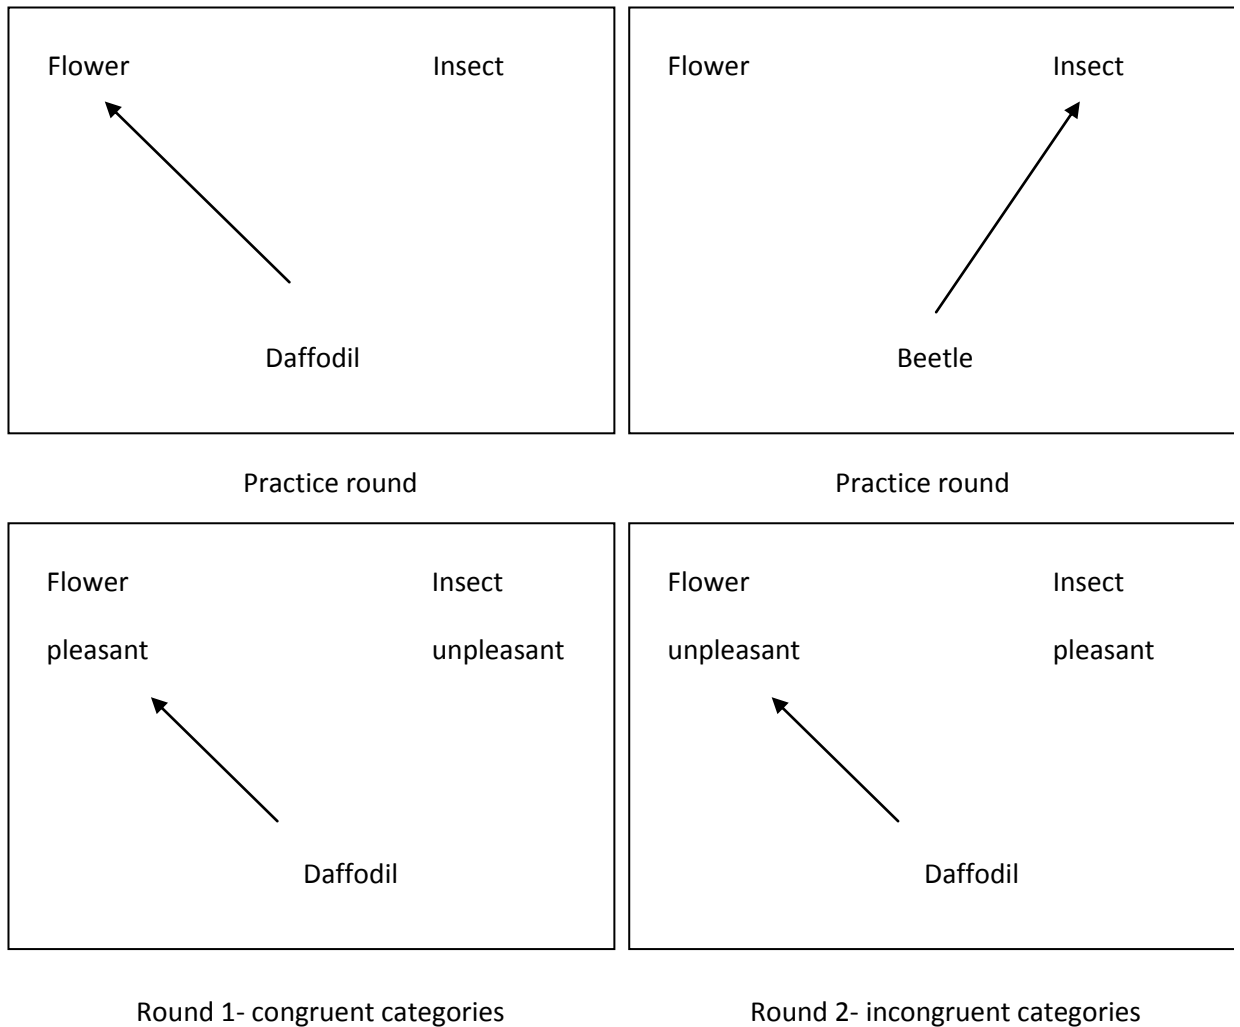 Flower Insect
Daffodil
Practice round
Flower Insect
Beetle
Practice round
Flower Insect
pleasant unpleasant
Daffodil
Round 1- congruent categories
Flower Insect
unpleasant pleasant
Daffodil
Round 2- incongruent categories